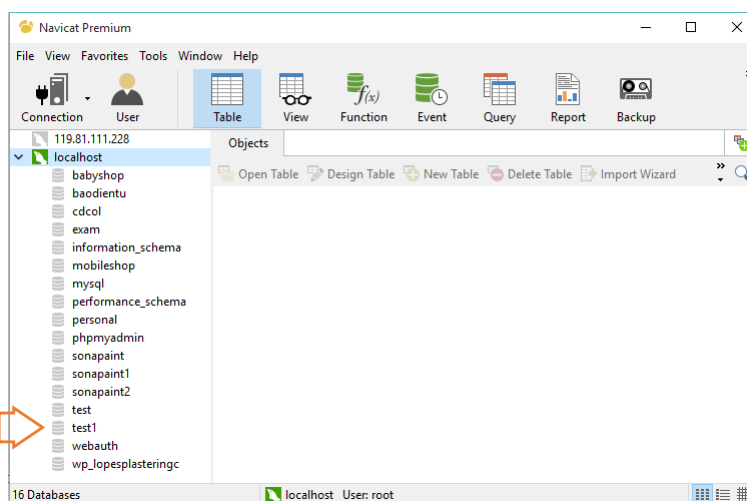 Navicat Premium
File View Favorites Tools Window Help
Connection User Table View Function Event Query Report Backup
f(x)
119.81.111.228
Objects
localhost
Open Table Design Table New Table Delete Table Import Wizard
babyshop
baodientu
cdcol
exam
information_schema
mobileshop
mysql
performance_schema
personal
phpmyadmin
sonapaint
sonapaint1
sonapaint2
test
test1
webauth
wp_lopesplasteringc
16 Databases localhost User: root